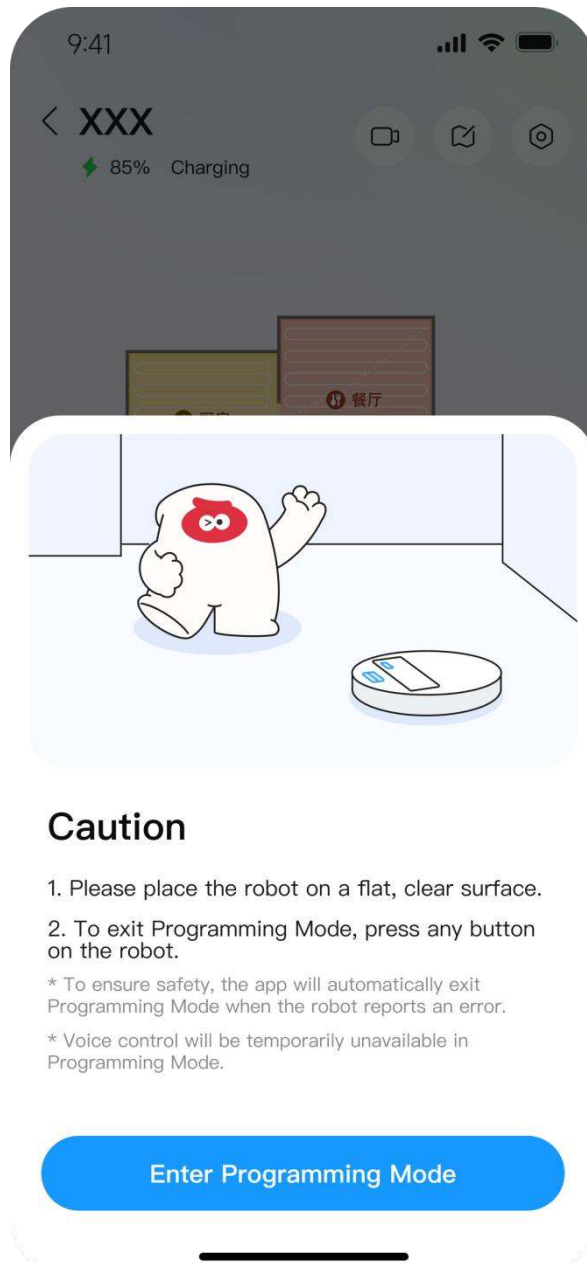 9:41
XXX
85% Charging
餐厅
Caution
1. Please place the robot on a flat, clear surface.
2. To exit Programming Mode, press any button
on the robot.
* To ensure safety, the app will automatically exit
Programming Mode when the robot reports an error.
* Voice control will be temporarily unavailable in
Programming Mode.
Enter Programming Mode